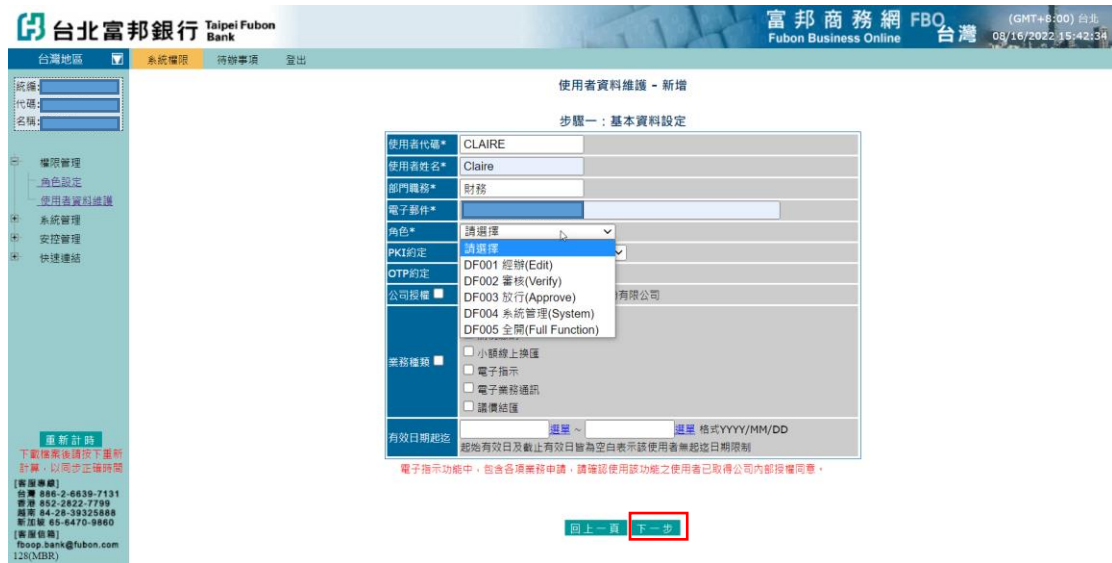 台北富邦銀行 Taipei Fubon Bank
富邦商務網 FBO 台灣
Fubon Business Online
(GMT+8:00) 台北
08/16/2022 15:42:34
台灣地區
系統權限 待辦事項 登出
統編:
代碼:
名稱:
權限管理
角色設定
使用者資料維護
系統管理
安控管理
快速連結
使用者資料維護 - 新增
步驟一：基本資料設定
使用者代碼* CLAIRE
使用者姓名* Claire
部門職務* 財務
電子郵件*
角色* 請選擇
請選擇
DF001 經辦(Edit)
DF002 審核(Verify)
DF003 放行(Approve)
DF004 系統管理(System)
DF005 全開(Full Function)
PKI約定
OTP約定
公司授權 有限公司
業務種類
小額線上換匯
電子指示
電子業務通訊
議價結匯
有效日期起迄 選單 ~ 選單 格式YYYY/MM/DD
起始有效日及截止有效日皆為空白表示該使用者無起迄日期限制
電子指示功能中，包含各項業務申請，請確認使用該功能之使用者已取得公司內部授權同意。
回上一頁 下一步
重新計時
下載檔案後請按下重新
計算，以同步正確時間
[客服專線]
台灣 886-2-6639-7131
香港 852-2822-7799
越南 84-28-39325888
新加坡 65-6470-9860
[客服信箱]
fboop.bank@fubon.com
128(MBR)